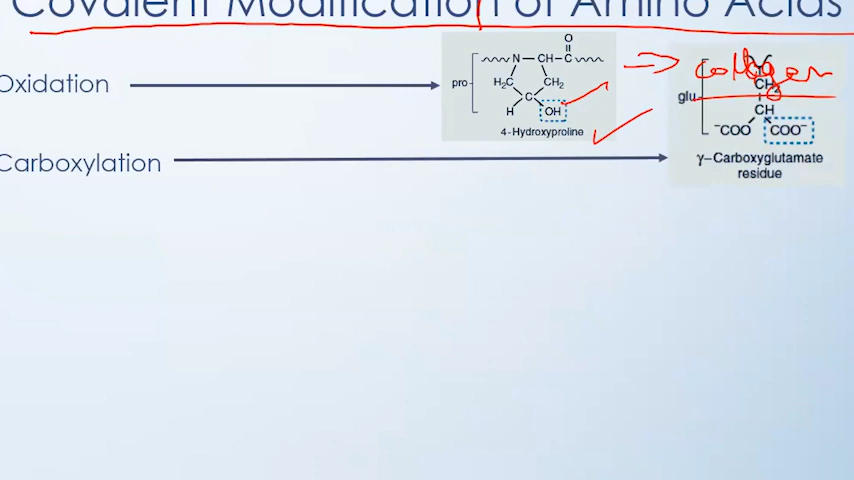 Covalent Modification of Amino Acids
Oxidation
pro
N—CH—C
O
H₂C
CH₂
C
H
OH
4-Hydroxyproline
collagen
glu
CH₂
CH
⁻COO
COO⁻
Carboxylation
γ–Carboxyglutamate
residue